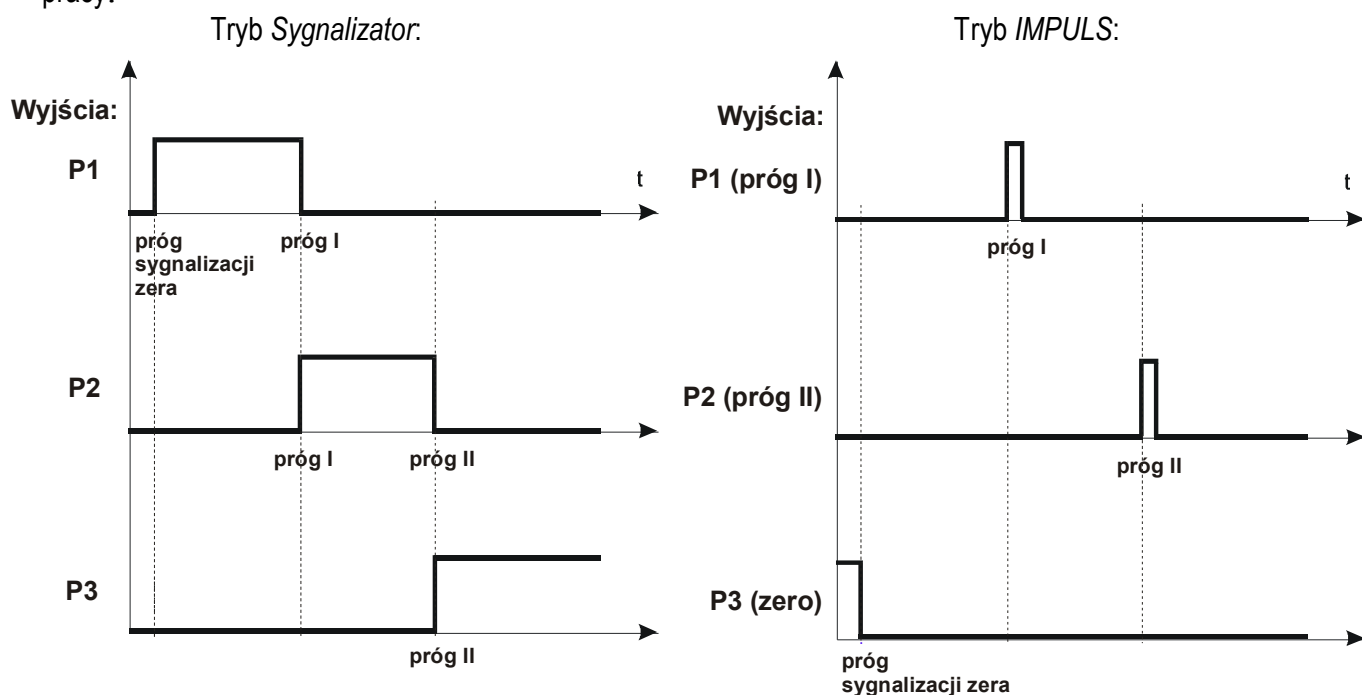 pracy:
Tryb Sygnalizator:
Wyjścia:
P1
t
próg
sygnalizacji
zera
próg I
P2
próg I
próg II
P3
próg II
Tryb IMPULS:
Wyjścia:
P1 (próg I)
t
próg I
P2 (próg II)
próg II
P3 (zero)
próg
sygnalizacji zera